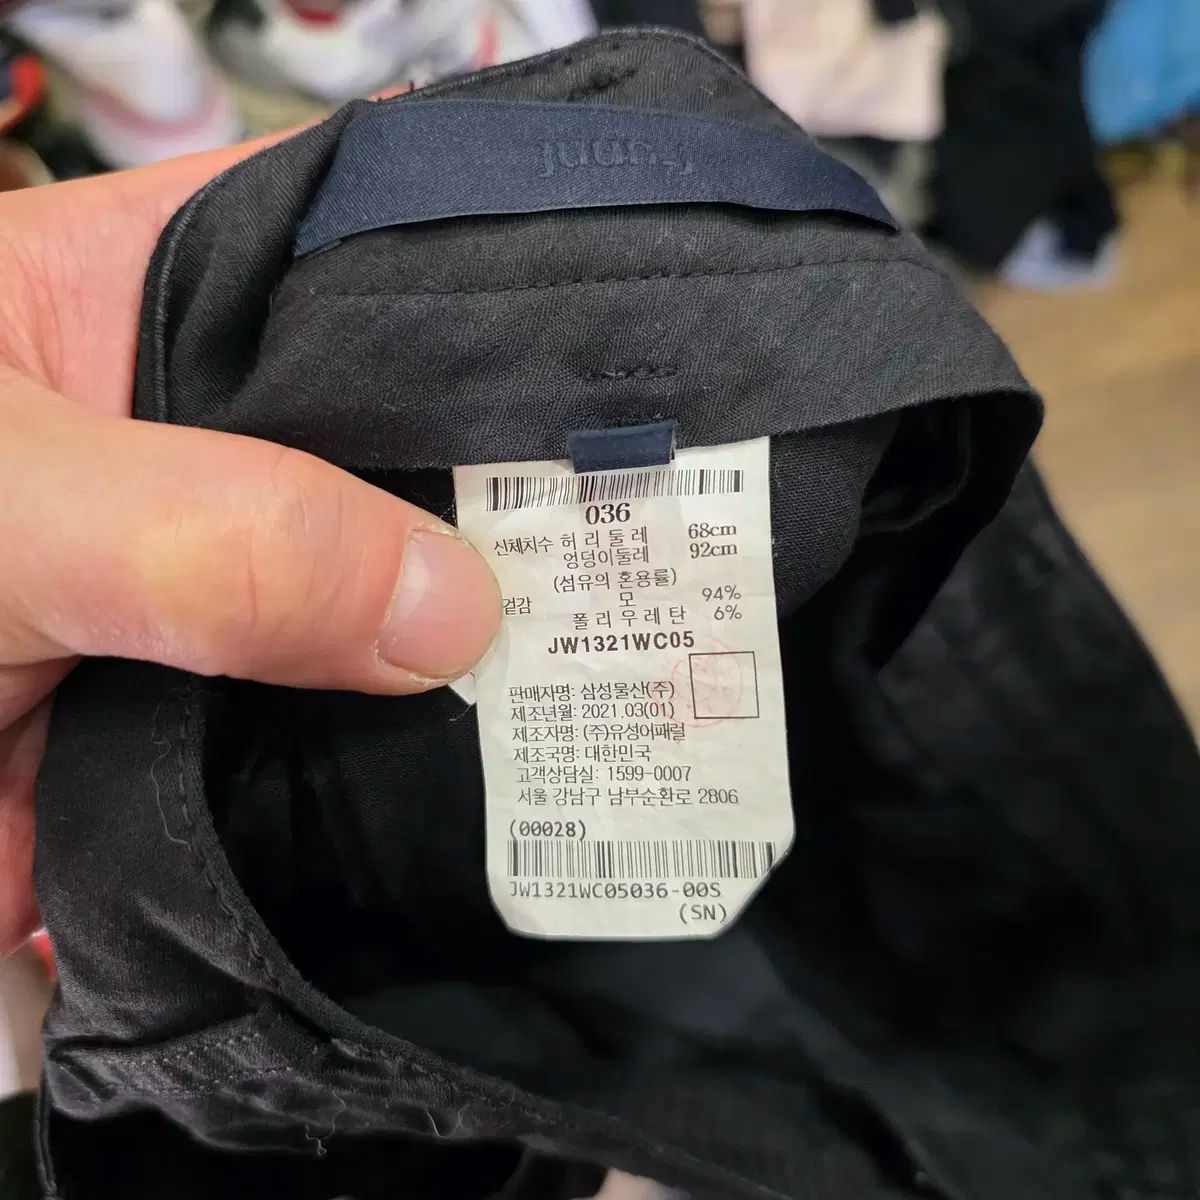 036
신체치수 허 리 둘 레 68cm
엉덩이둘레 92cm
(섬유의 혼용률)
겉감 모 94%
폴 리 우 레 탄 6%
JW1321WC05
판매자명: 삼성물산(주)
제조년월: 2021.03(01)
제조자명: (주)유성어패럴
제조국명: 대한민국
고객상담실: 1599-0007
서울 강남구 남부순환로 2806
(00028)
JW1321WC05036-00S
(SN)